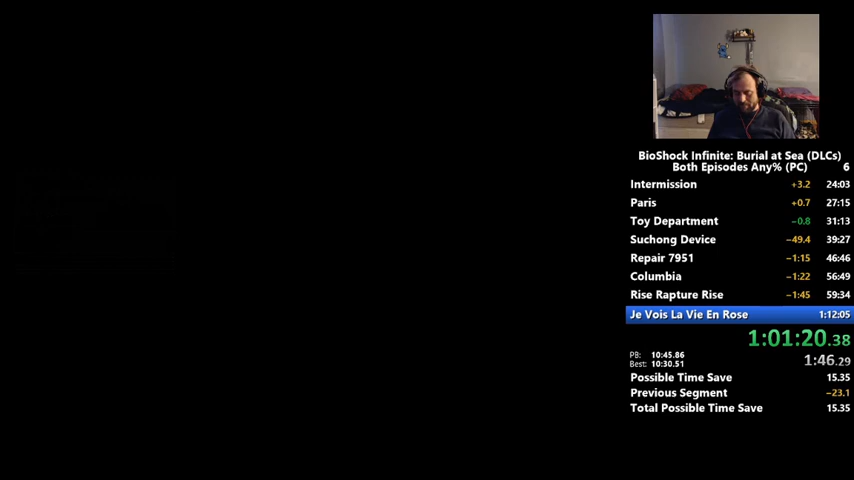 BioShock Infinite: Burial at Sea (DLCs)
Both Episodes Any% (PC) 6
Intermission +3.2 24:03
Paris +0.7 27:15
Toy Department −0.8 31:13
Suchong Device −49.4 39:27
Repair 7951 −1:15 46:46
Columbia −1:22 56:49
Rise Rapture Rise −1:45 59:34
Je Vois La Vie En Rose 1:12:05
1:01:20.38
PB: 10:45.86
Best: 10:30.51 1:46.29
Possible Time Save 15.35
Previous Segment −23.1
Total Possible Time Save 15.35